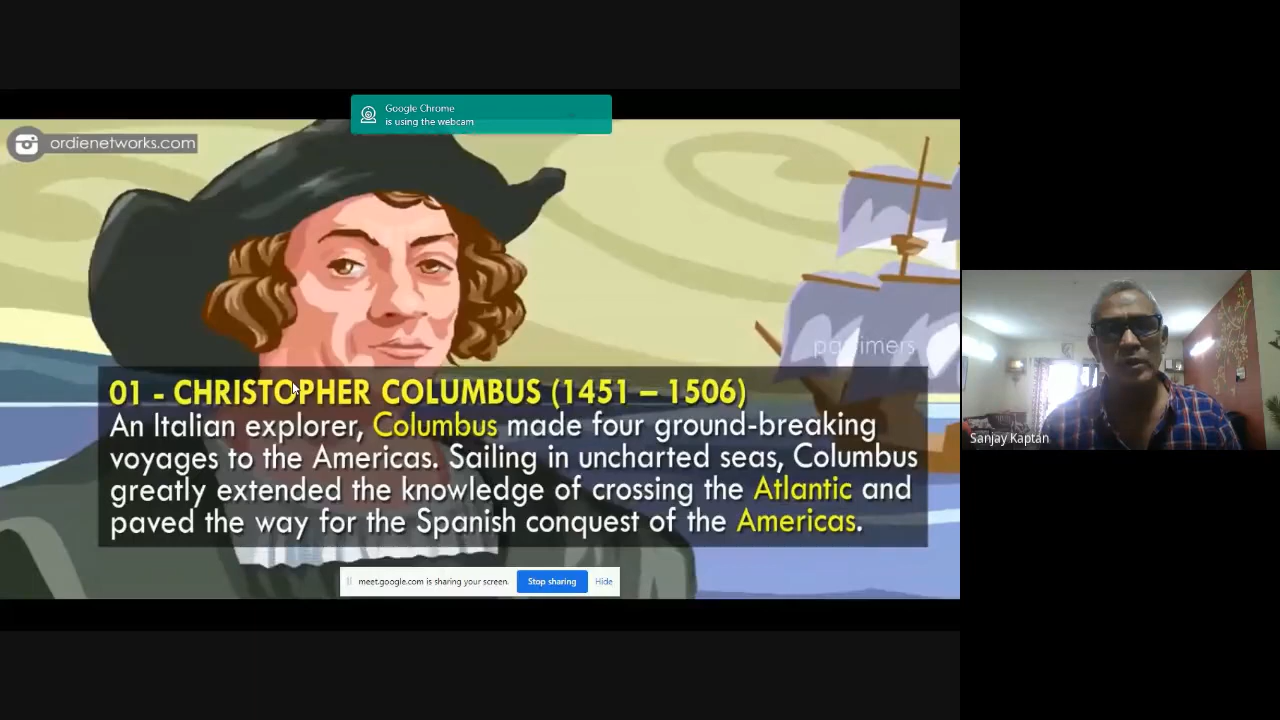 Google Chrome
is using the webcam
ordienetworks.com
01 - CHRISTOPHER COLUMBUS (1451 – 1506)
An Italian explorer, Columbus made four ground-breaking
voyages to the Americas. Sailing in uncharted seas, Columbus
greatly extended the knowledge of crossing the Atlantic and
paved the way for the Spanish conquest of the Americas.
meet.google.com is sharing your screen.
Stop sharing
Hide
Sanjay Kaptan